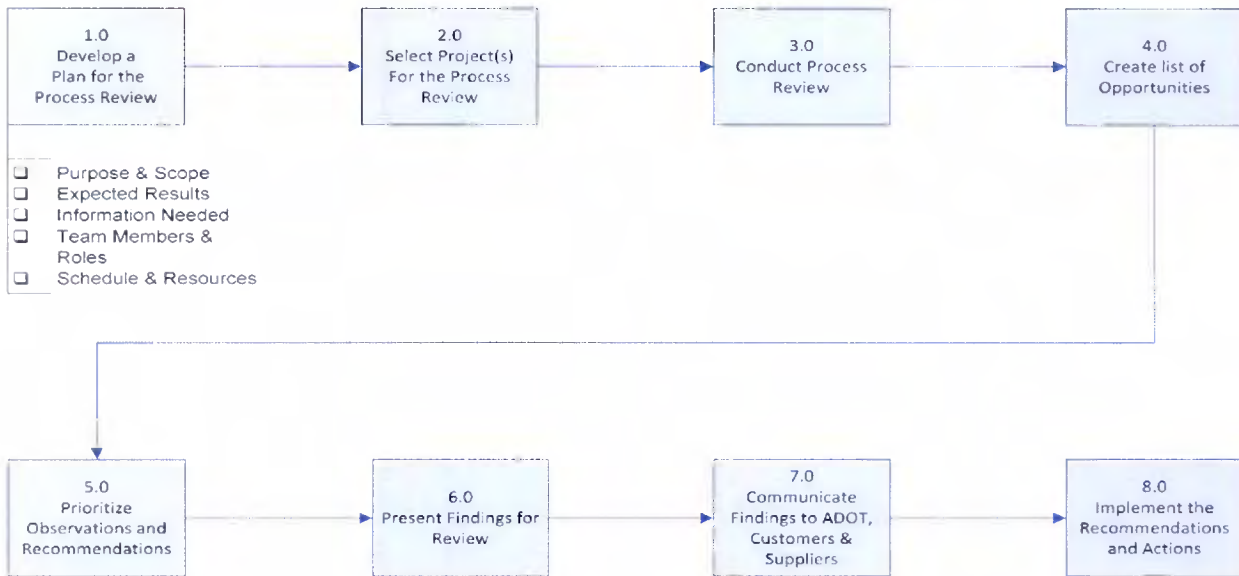 1.0
Develop a
Plan for the
Process Review
2.0
Select Project(s)
For the Process
Review
3.0
Conduct Process
Review
4.0
Create list of
Opportunities
❑ Purpose & Scope
❑ Expected Results
❑ Information Needed
❑ Team Members &
Roles
❑ Schedule & Resources
5.0
Prioritize
Observations and
Recommendations
6.0
Present Findings for
Review
7.0
Communicate
Findings to ADOT,
Customers &
Suppliers
8.0
Implement the
Recommendations
and Actions